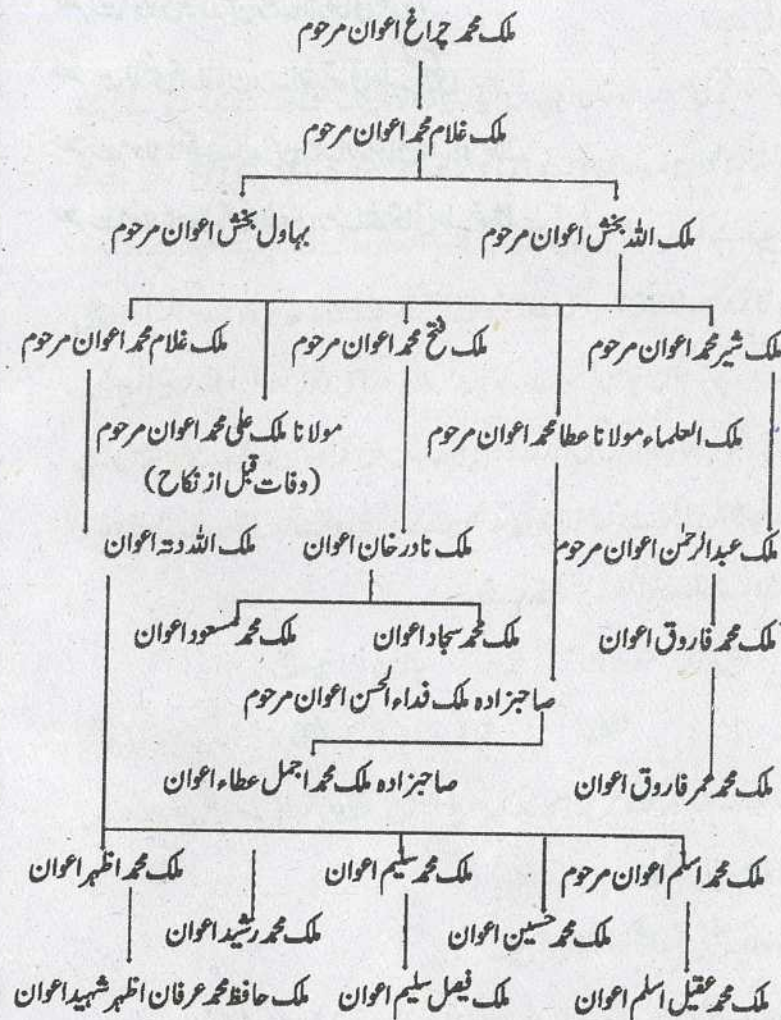 ملک محمد چراغ اعوان مرحوم
ملک غلام محمد اعوان مرحوم
ملک اللہ بخش اعوان مرحوم بہاول بخش اعوان مرحوم
ملک شیر محمد اعوان مرحوم ملک فتح محمد اعوان مرحوم ملک غلام محمد اعوان مرحوم
ملک العلماء مولانا عطا محمد اعوان مرحوم مولانا ملک علی محمد اعوان مرحوم
(وفات قبل از نکاح)
ملک عبدالرحمٰن اعوان مرحوم ملک نادر خان اعوان ملک اللہ دتہ اعوان
ملک محمد فاروق اعوان ملک محمد سجاد اعوان ملک محمد مسعود اعوان
صاحبزادہ ملک فداء الحسن اعوان مرحوم
ملک محمد عمر فاروق اعوان صاحبزادہ ملک محمد اجمل عطاء اعوان
ملک محمد اسلم اعوان مرحوم ملک محمد سلیم اعوان ملک محمد اظہر اعوان
ملک محمد حسین اعوان ملک محمد رشید اعوان
ملک محمد عقیل اسلم اعوان ملک فیصل سلیم اعوان ملک حافظ محمد عرفان اظہر شہید اعوان